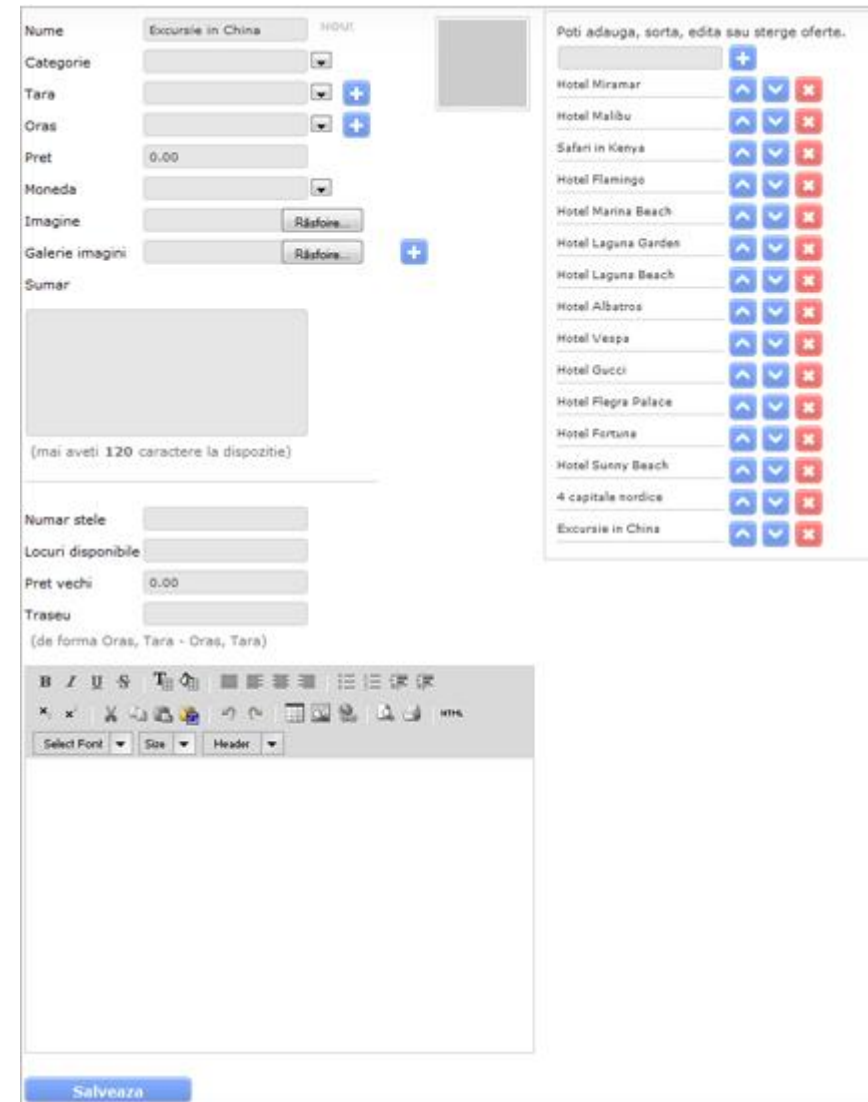 Nume Excursie in China NOU!
Categorie
Tara
Oras
Pret 0.00
Moneda
Imagine Răsfoire...
Galerie imagini Răsfoire...
Sumar
(mai aveti 120 caractere la dispozitie)
Numar stele
Locuri disponibile
Pret vechi 0.00
Traseu
(de forma Oras, Tara - Oras, Tara)
B I U S T
HTML
Select Font Size Header
Salveaza
Poti adauga, sorta, edita sau sterge oferte.
Hotel Miramar
Hotel Malibu
Safari in Kenya
Hotel Flamingo
Hotel Marina Beach
Hotel Laguna Garden
Hotel Laguna Beach
Hotel Albatros
Hotel Vespa
Hotel Gucci
Hotel Flegra Palace
Hotel Fortuna
Hotel Sunny Beach
4 capitale nordice
Excursie in China